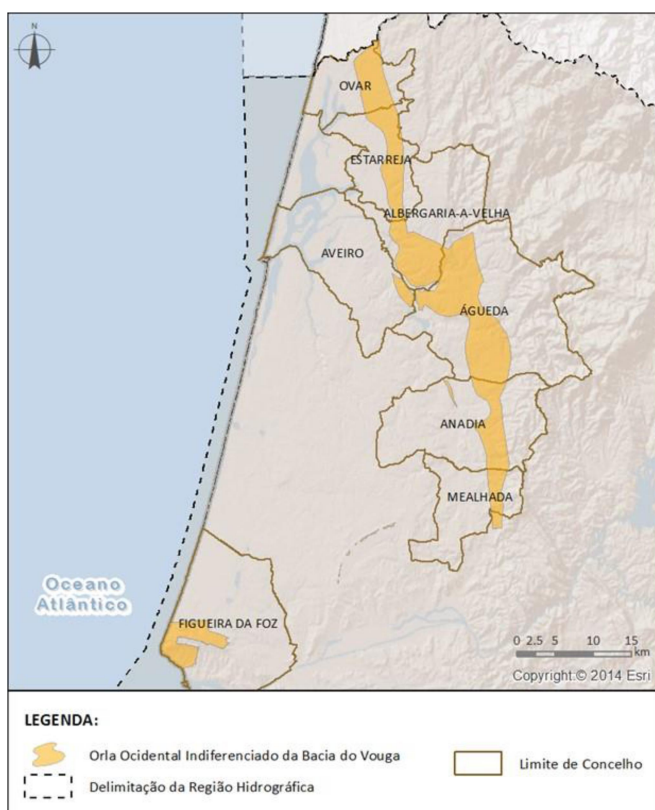 N
OVAR
ESTARREJA
ALBERGARIA-A-VELHA
AVEIRO
ÁGUEDA
ANADIA
MEALHADA
Oceano
Atlântico
FIGUEIRA DA FOZ
0 2.5 5 10 15
km
Copyright:© 2014 Esri
LEGENDA:
Orla Ocidental Indiferenciado da Bacia do Vouga
Limite de Concelho
Delimitação da Região Hidrográfica